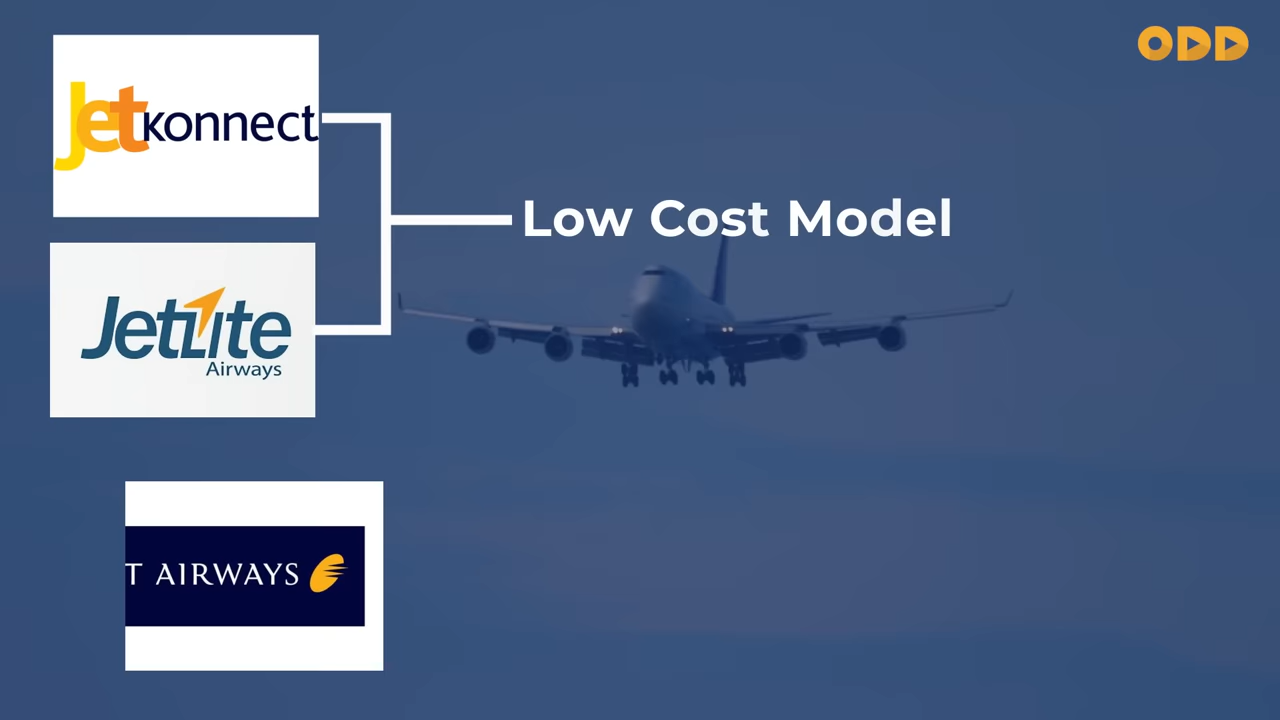 ODD
Jetkonnect
Low Cost Model
JetLite
Airways
T AIRWAYS